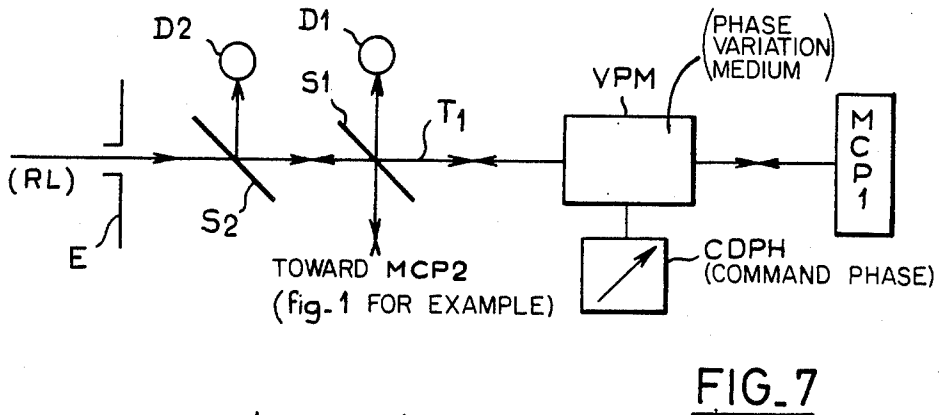 D2
D1
(PHASE
VARIATION)
MEDIUM
S1
VPM
T1
MCP1
(RL)
S2
E
TOWARD MCP2
(fig-1 FOR EXAMPLE)
CDPH
(COMMAND PHASE)
FIG_7